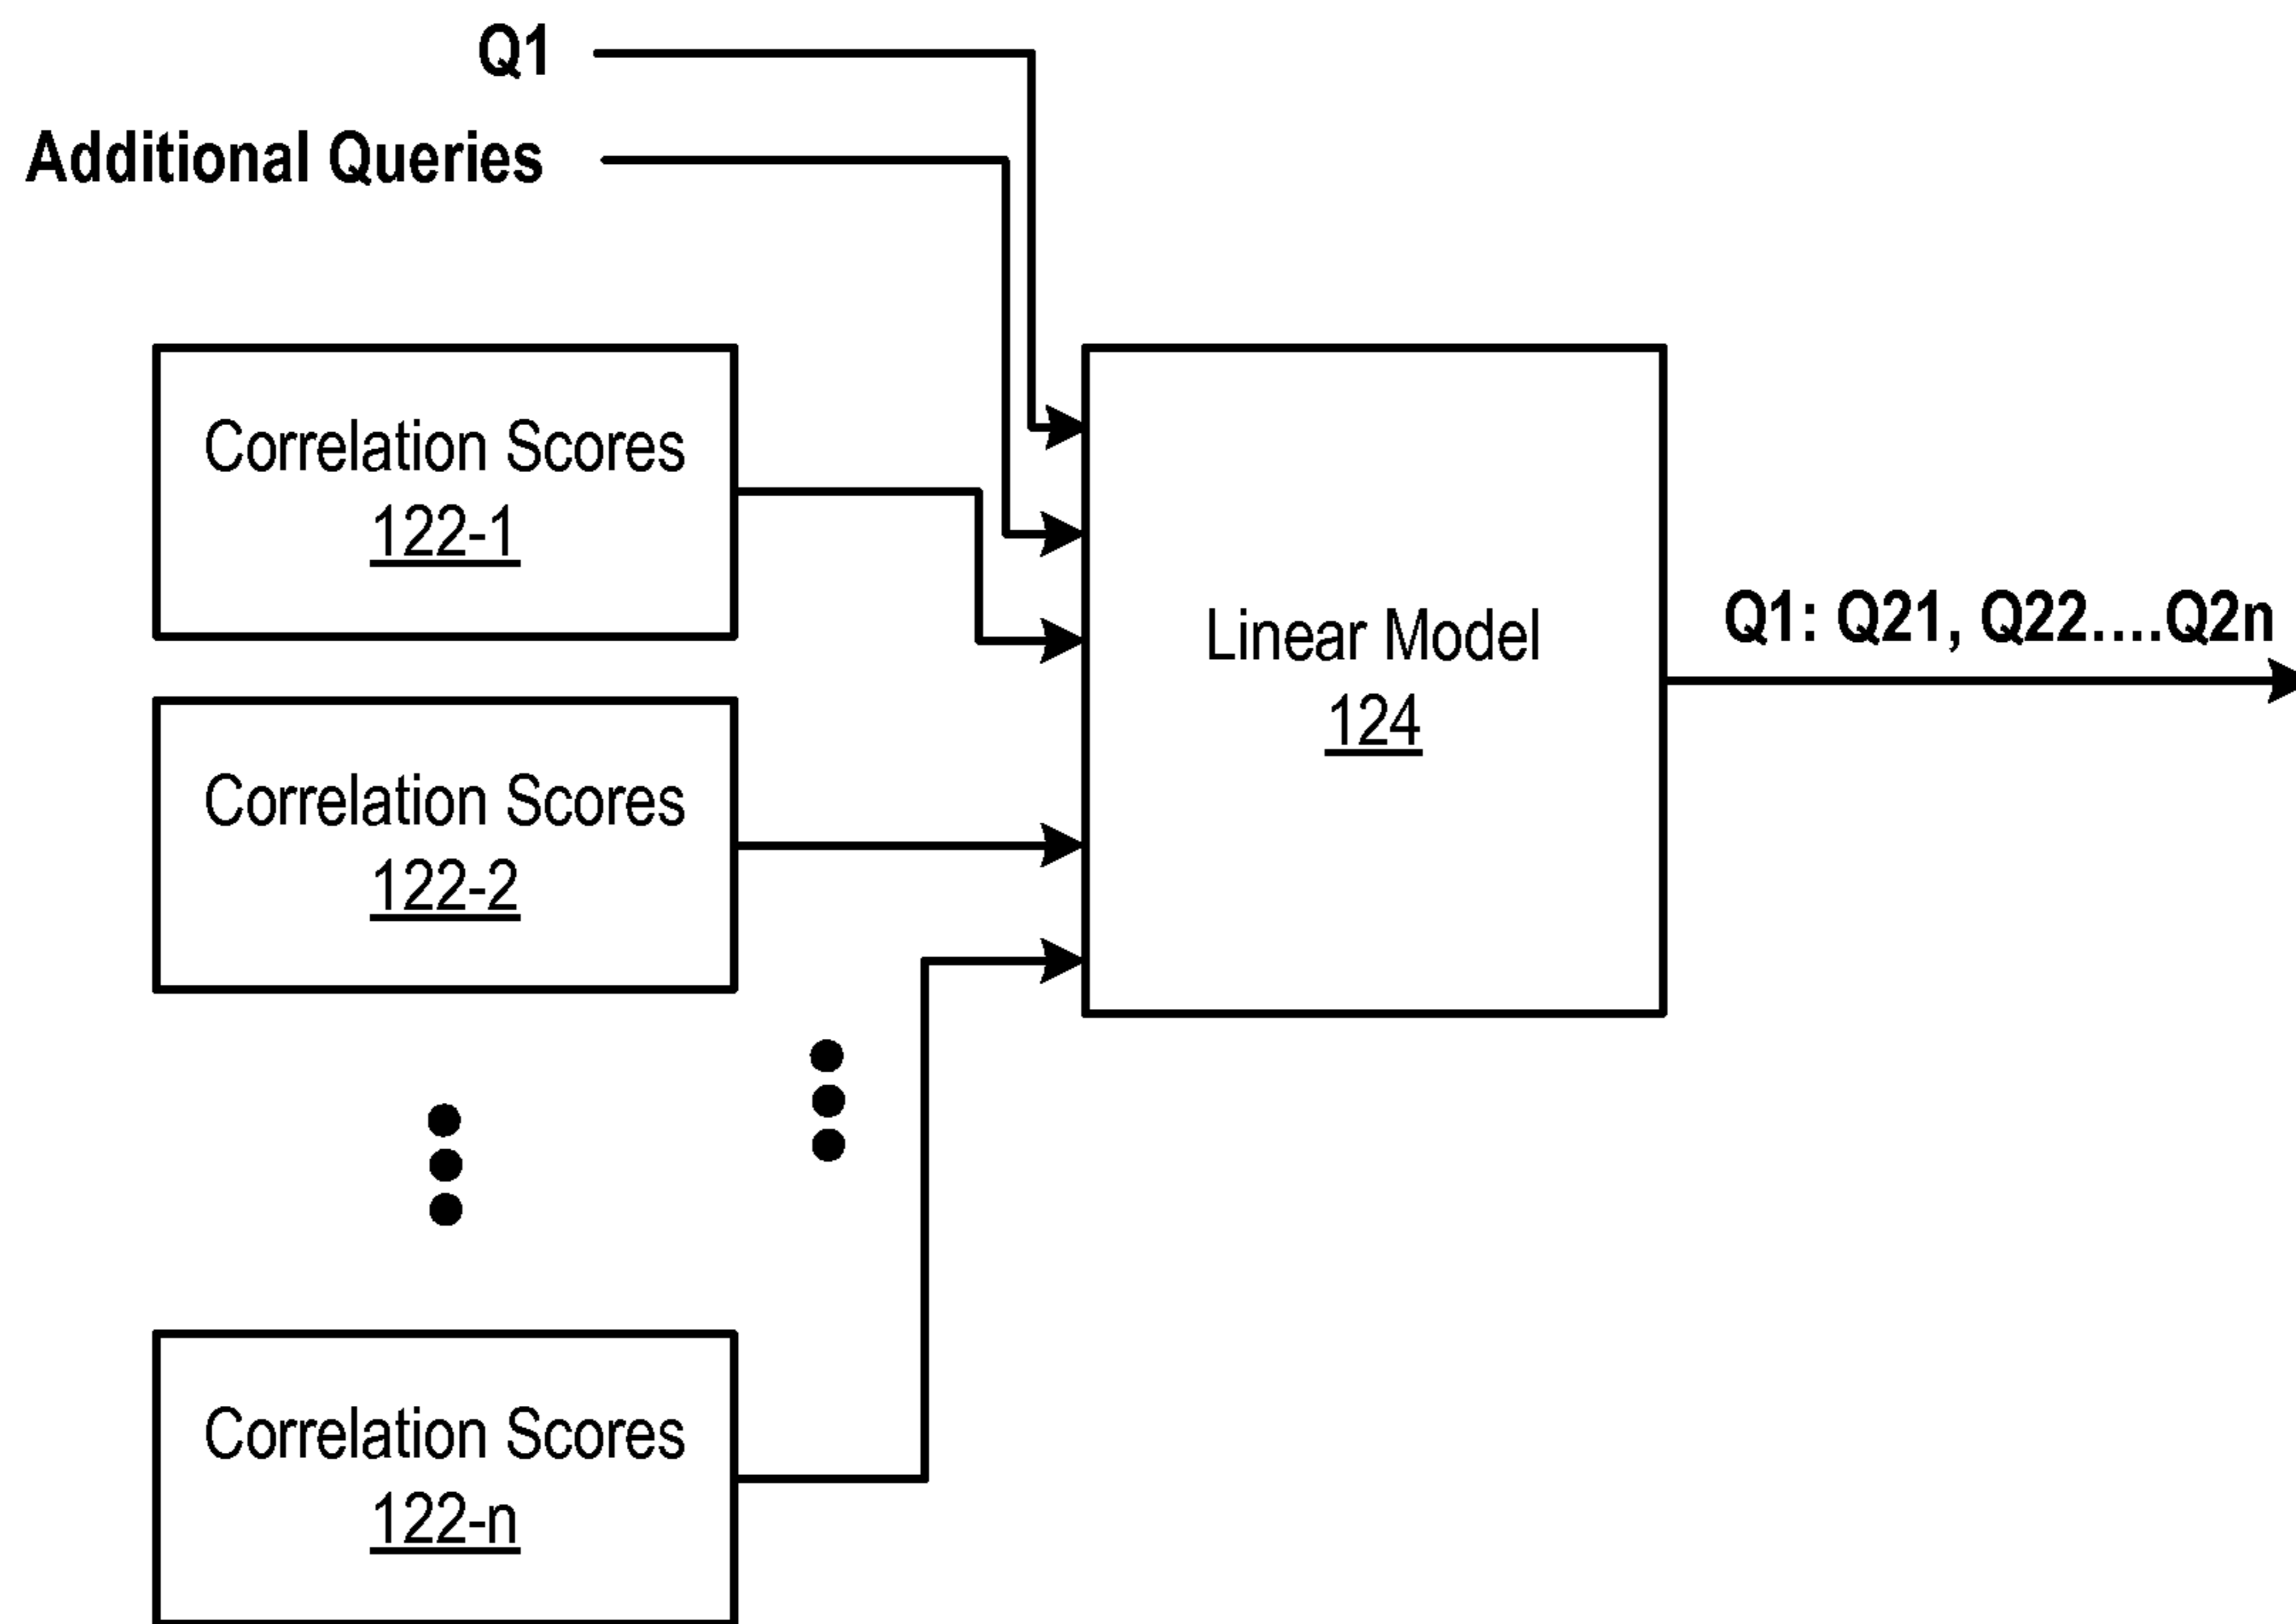 Q1
Additional Queries
Correlation Scores
122-1
Linear Model
124
Q1: Q21, Q22....Q2n
Correlation Scores
122-2
Correlation Scores
122-n